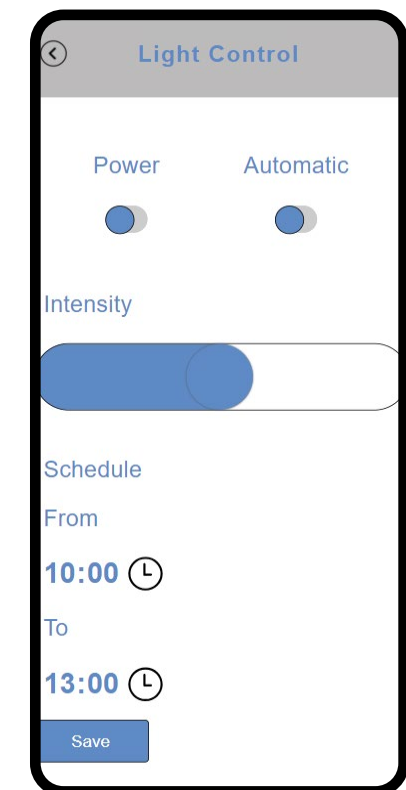 Light Control
Power Automatic
Intensity
Schedule
From
10:00
To
13:00
Save